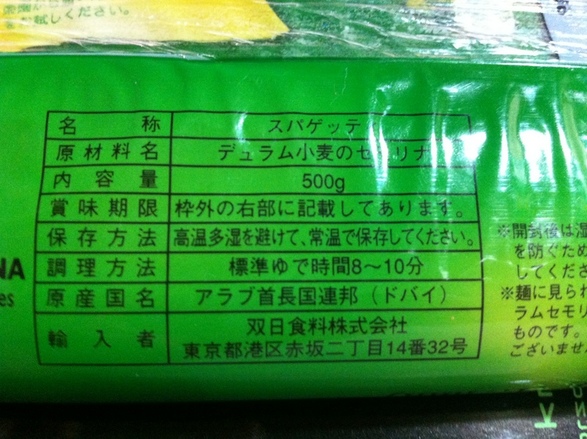 お試しください。
名称 スパゲッティ
原材料名 デュラム小麦のセモリナ
内容量 500g
賞味期限 枠外の右部に記載してあります。
保存方法 高温多湿を避けて、常温で保存してください。
調理方法 標準ゆで時間8〜10分
原産国名 アラブ首長国連邦（ドバイ）
輸入者 双日食料株式会社
東京都港区赤坂二丁目14番32号
NA
es
※開封後は湿
を防ぐため
してくださ
※麺に見られ
ラムセモリ
ものです。
ございませ